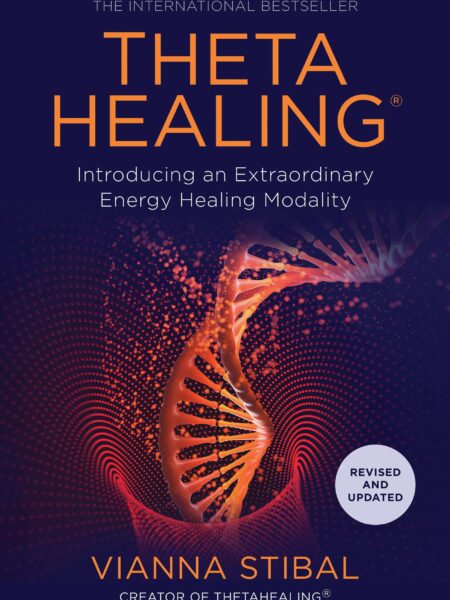 THE INTERNATIONAL BESTSELLER
THETA
HEALING®
Introducing an Extraordinary
Energy Healing Modality
REVISED
AND
UPDATED
VIANNA STIBAL
CREATOR OF THETAHEALING®